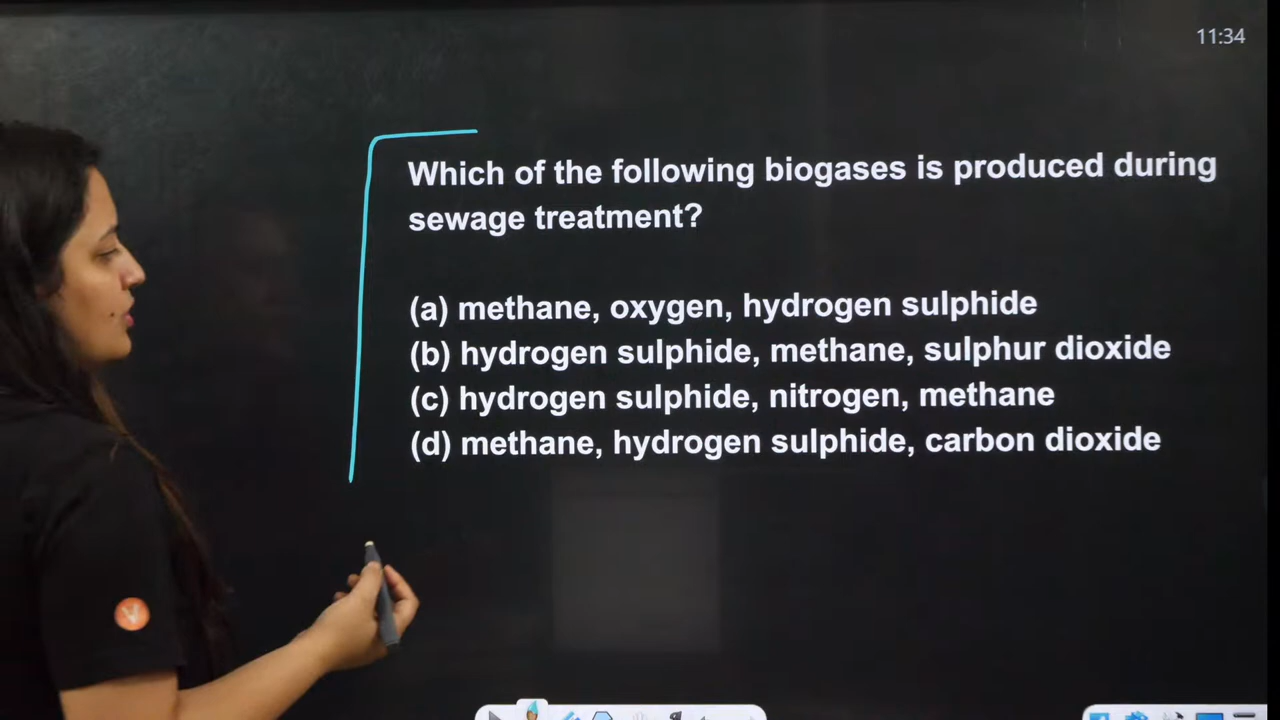 11:34
Which of the following biogases is produced during
sewage treatment?
(a) methane, oxygen, hydrogen sulphide
(b) hydrogen sulphide, methane, sulphur dioxide
(c) hydrogen sulphide, nitrogen, methane
(d) methane, hydrogen sulphide, carbon dioxide